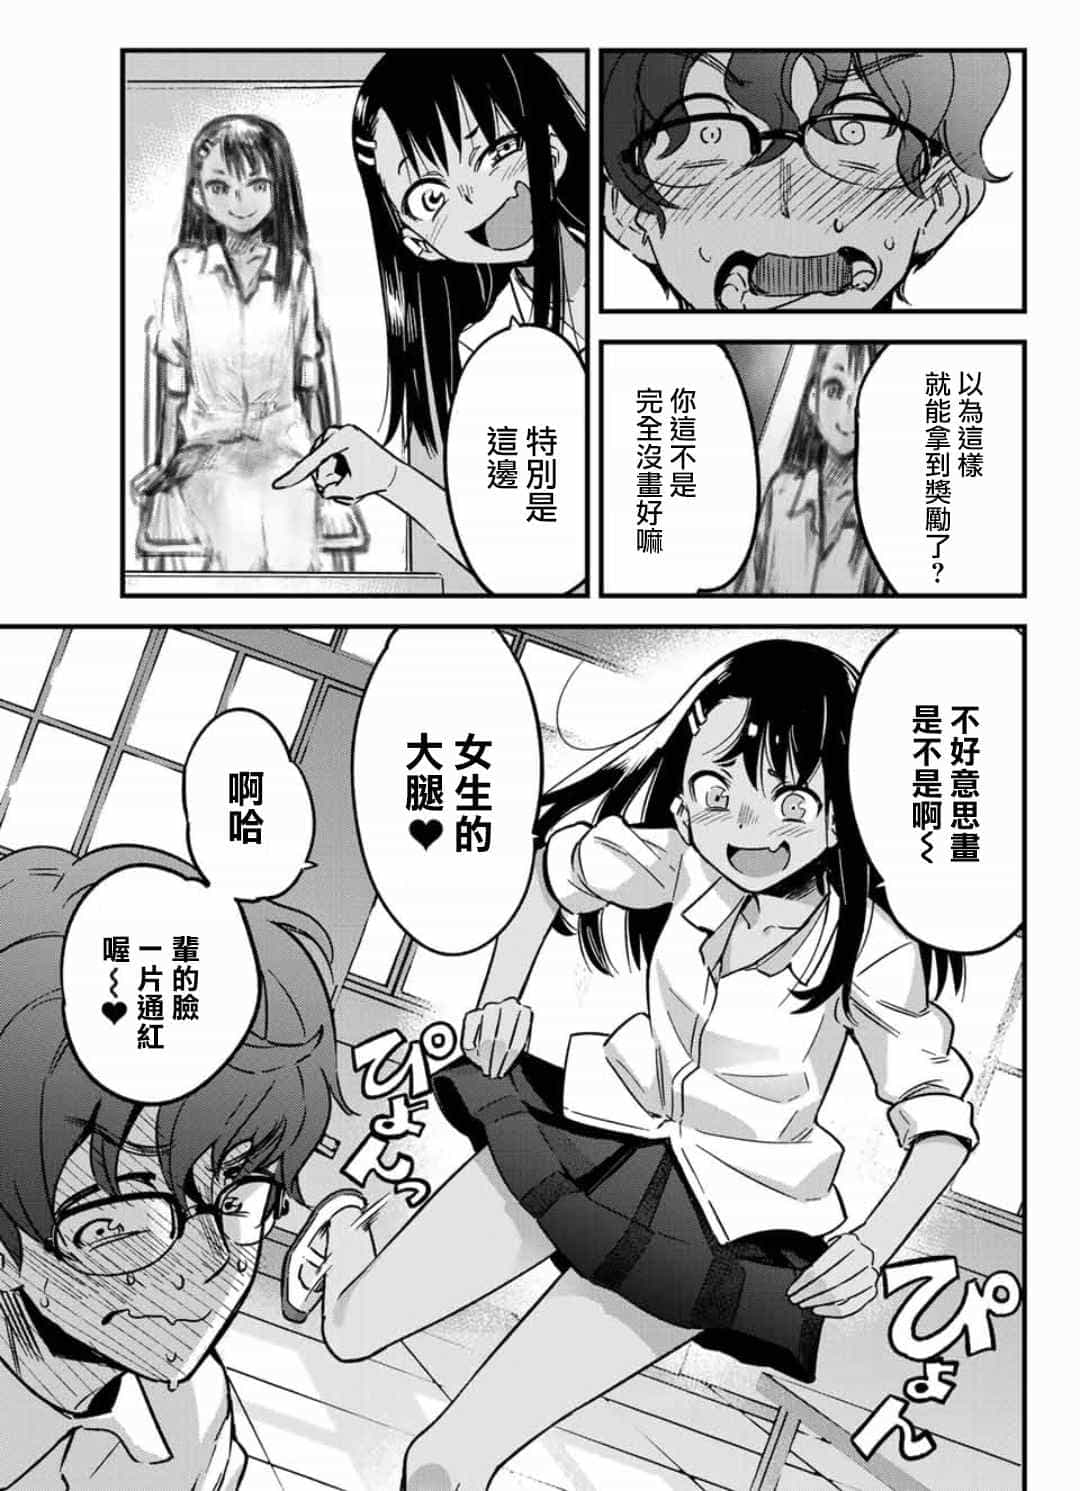 以為這樣
就能拿到獎勵了?
你這不是
完全沒畫好嘛
特別是
這邊
不好意思畫
是不是啊~
女生的
大腿♥
啊哈
輩的臉
一片通紅
喔~♥
ぴょんっ
ぴょん